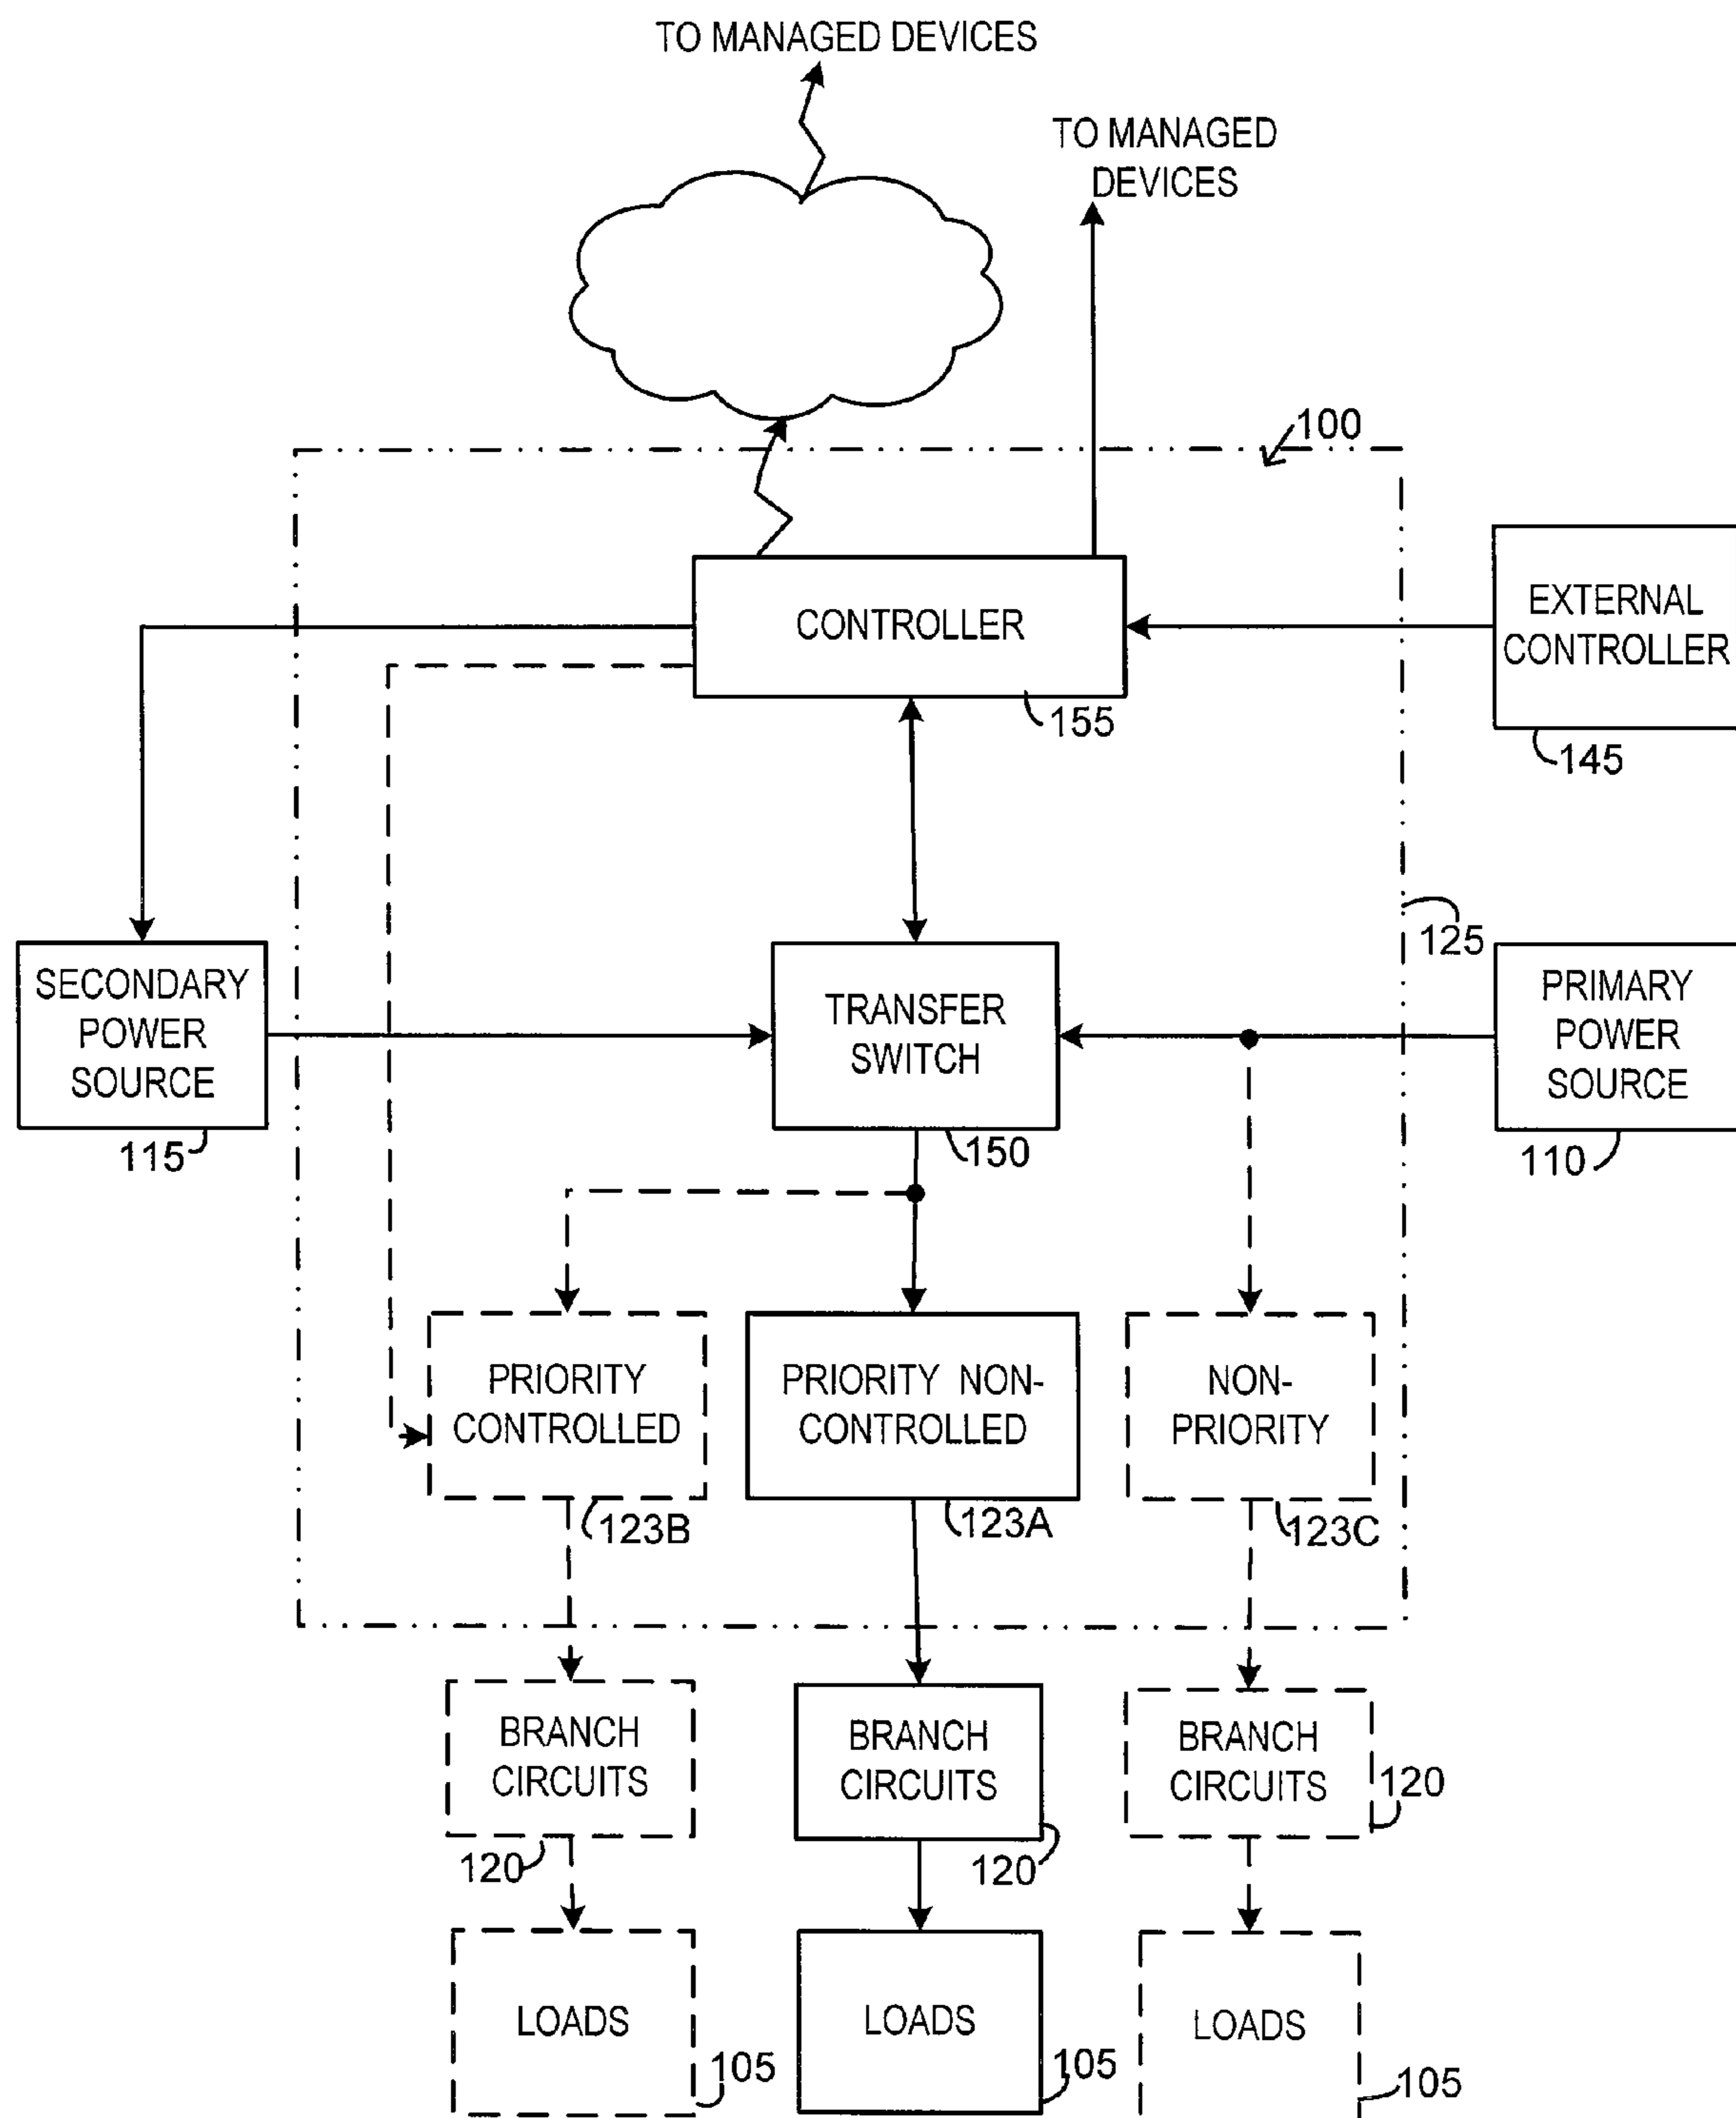 TO MANAGED DEVICES
TO MANAGED
DEVICES
100
CONTROLLER
155
EXTERNAL
CONTROLLER
145
125
SECONDARY
POWER
SOURCE
115
TRANSFER
SWITCH
150
PRIMARY
POWER
SOURCE
110
PRIORITY
CONTROLLED
123B
PRIORITY NON-
CONTROLLED
123A
NON-
PRIORITY
123C
BRANCH
CIRCUITS
120
BRANCH
CIRCUITS
120
BRANCH
CIRCUITS
120
LOADS
105
LOADS
105
LOADS
105